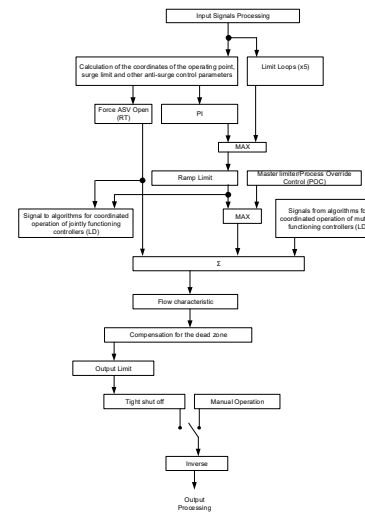 Input Signals Processing
Calculation of the coordinates of the operating point,
surge limit and other anti-surge control parameters
Limit Loops (x5)
Force ASV Open
(RT)
PI
MAX
Ramp Limit
Master limiter/Process Override
Control (POC)
Signal to algorithms for coordinated
operation of jointly functioning
controllers (LD)
MAX
Signals from algorithms fo
coordinated operation of mut
functioning controllers (LD
Σ
Flow characteristic
Compensation for the dead zone
Output Limit
Tight shut off
Manual Operation
Inverse
Output
Processing